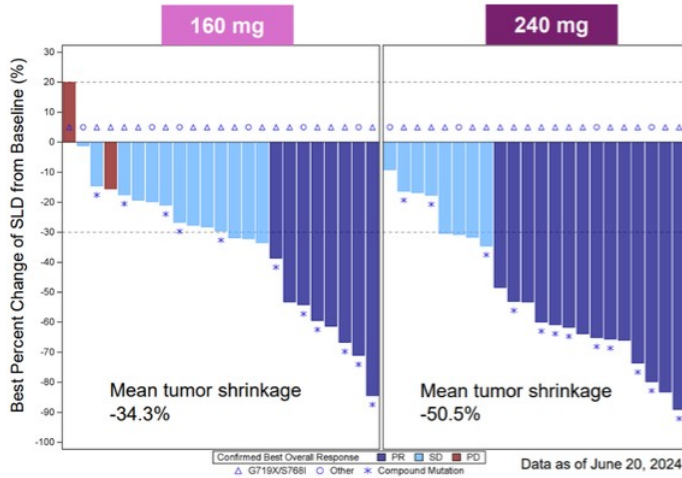 160 mg
240 mg
Best Percent Change of SLD from Baseline (%)
30
20
10
0
-10
-20
-30
-40
-50
-60
-70
-80
-90
-100
Mean tumor shrinkage
-34.3%
Mean tumor shrinkage
-50.5%
Confirmed Best Overall Response PR SD PD
G719X/S768I Other Compound Mutation
Data as of June 20, 2024